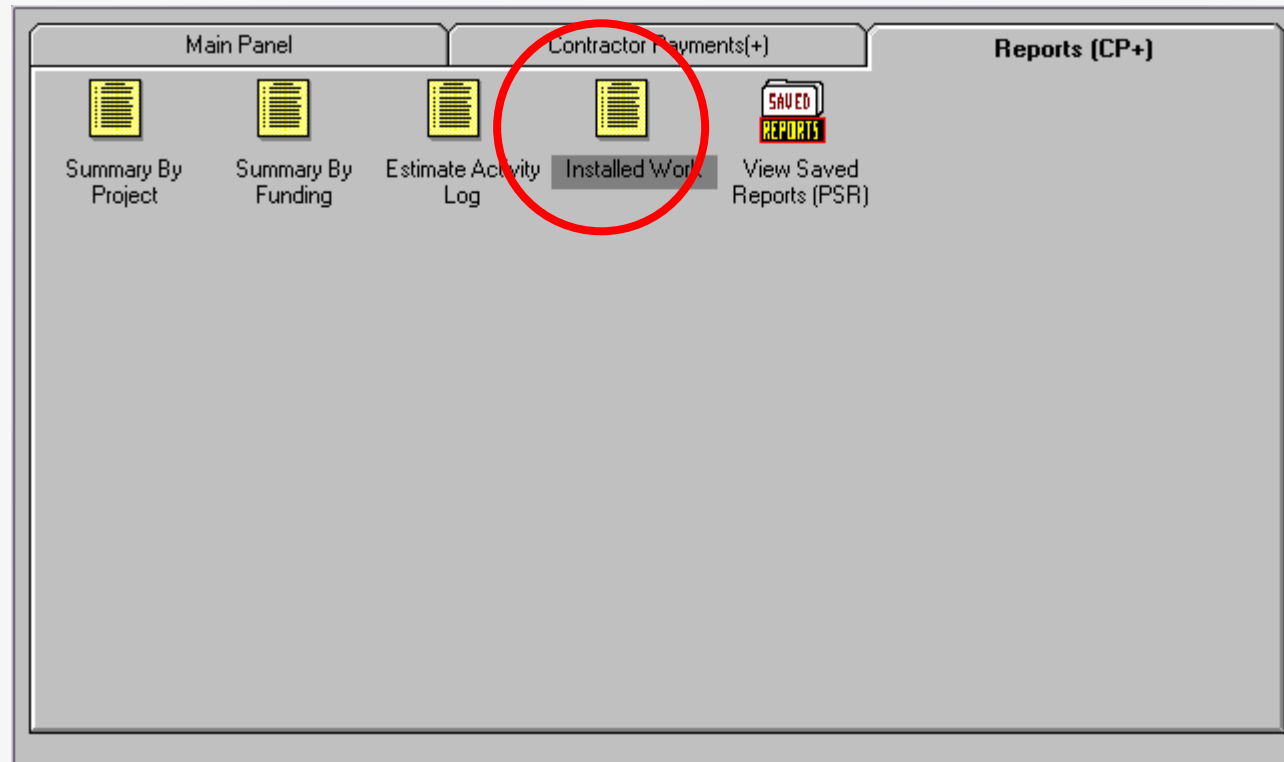 Main Panel
Contractor Payments(+)
Reports (CP+)
SAVED
REPORTS
Summary By
Project
Summary By
Funding
Estimate Activity
Log
Installed Work
View Saved
Reports (PSR)